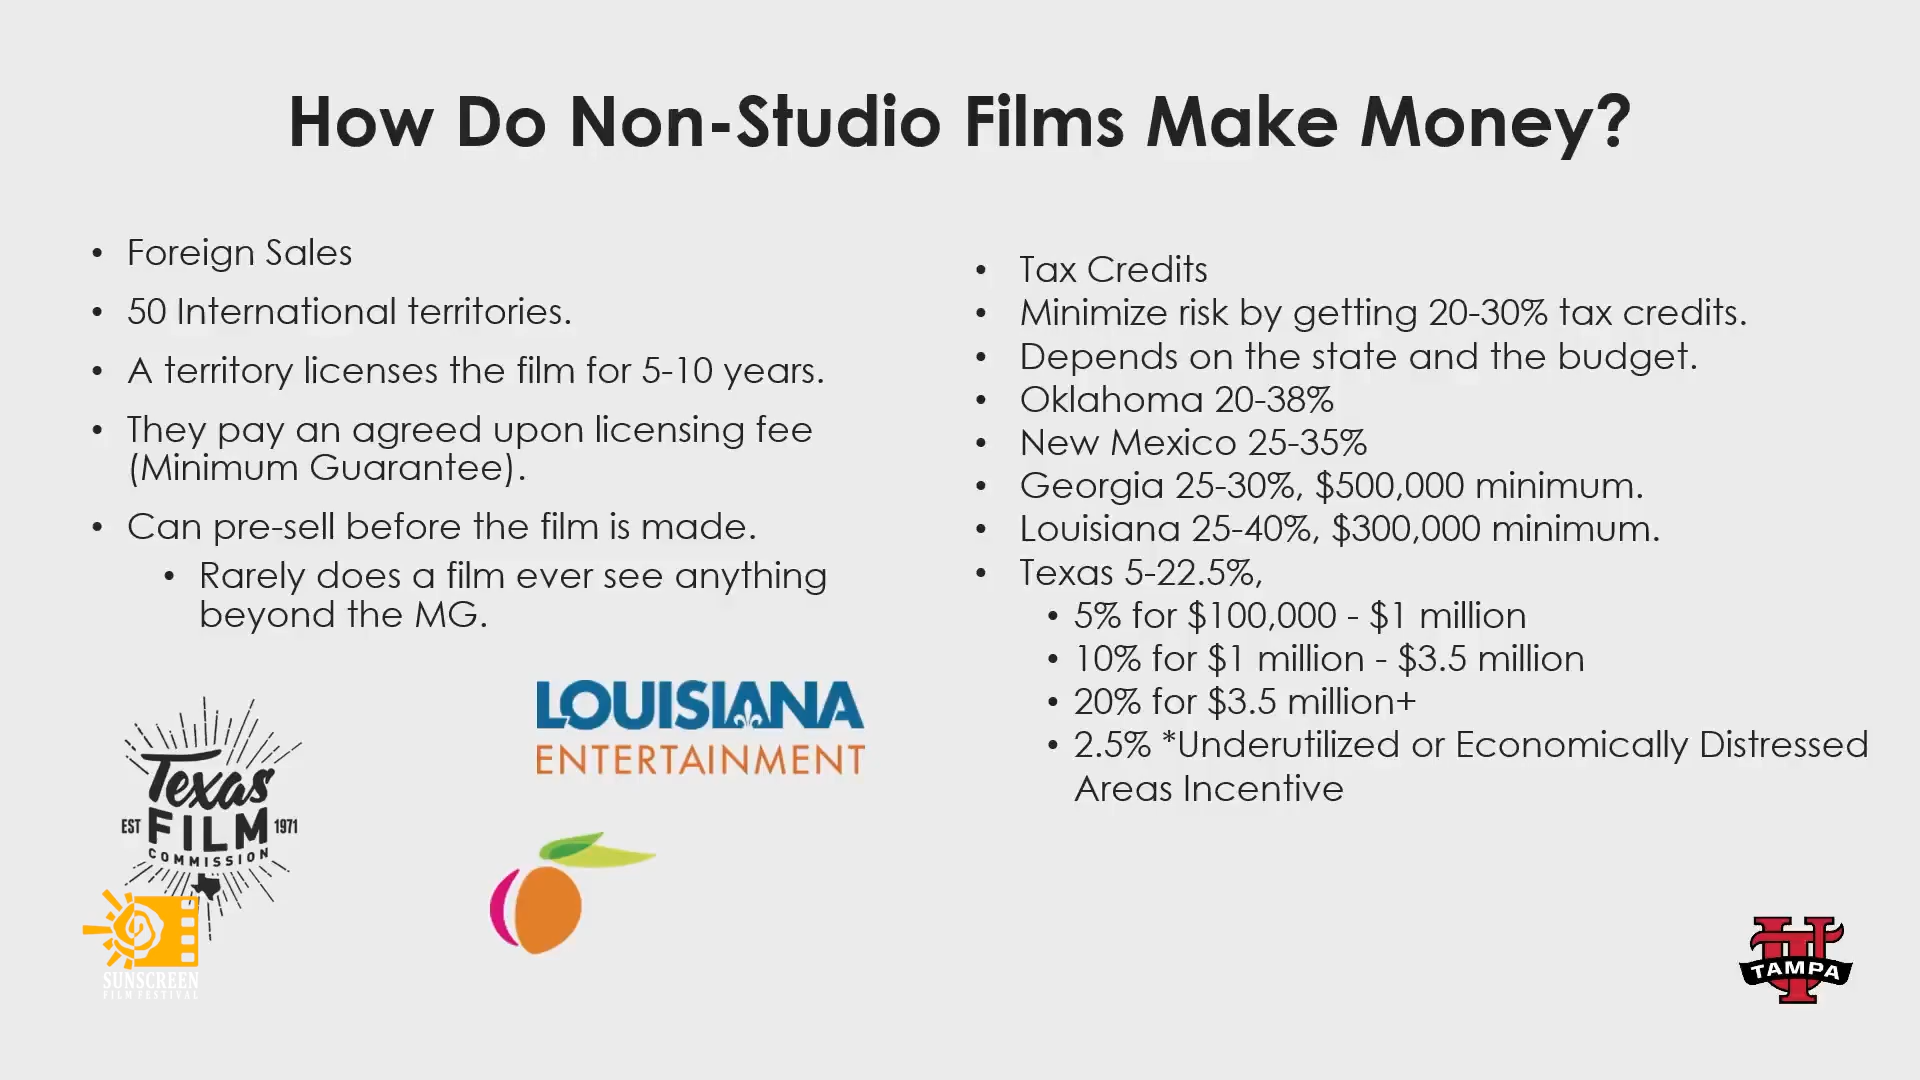 How Do Non-Studio Films Make Money?
• Foreign Sales
• 50 International territories.
• A territory licenses the film for 5-10 years.
• They pay an agreed upon licensing fee
(Minimum Guarantee).
• Can pre-sell before the film is made.
• Rarely does a film ever see anything
beyond the MG.
• Tax Credits
• Minimize risk by getting 20-30% tax credits.
• Depends on the state and the budget.
• Oklahoma 20-38%
• New Mexico 25-35%
• Georgia 25-30%, $500,000 minimum.
• Louisiana 25-40%, $300,000 minimum.
• Texas 5-22.5%,
• 5% for $100,000 - $1 million
• 10% for $1 million - $3.5 million
• 20% for $3.5 million+
• 2.5% *Underutilized or Economically Distressed
Areas Incentive
LOUISIANA
ENTERTAINMENT
Texas
EST FILM 1971
COMMISSION
SUNSCREEN
FILM FESTIVAL
UT
TAMPA